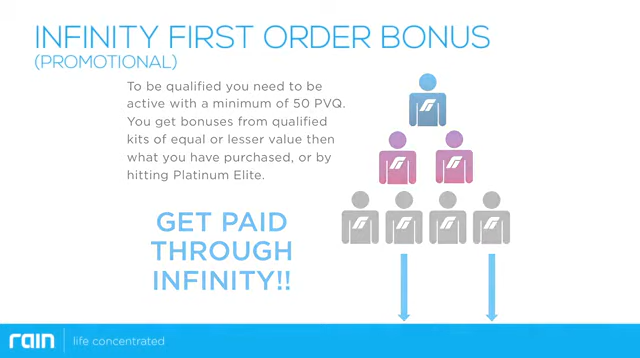 INFINITY FIRST ORDER BONUS
(PROMOTIONAL)
To be qualified you need to be
active with a minimum of 50 PVQ.
You get bonuses from qualified
kits of equal or lesser value then
what you have purchased, or by
hitting Platinum Elite.
GET PAID
THROUGH
INFINITY!!
rain life concentrated